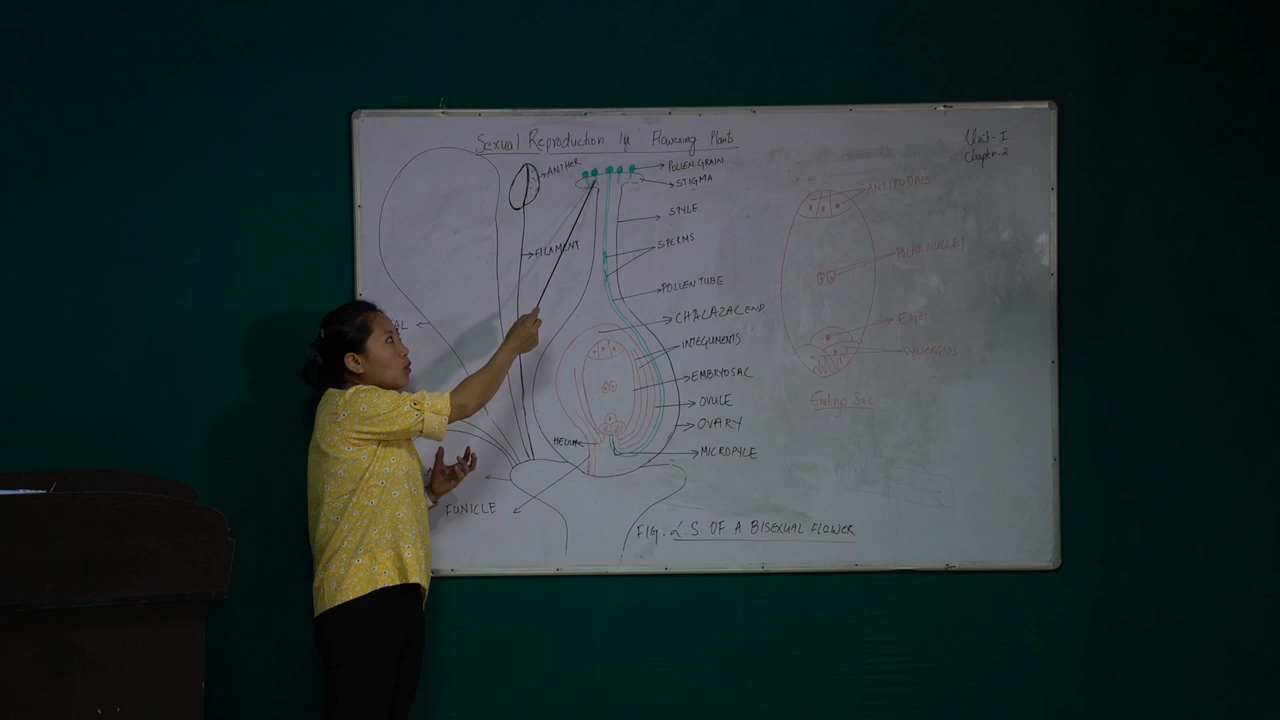 Sexual Reproduction In Flowering Plants
Unit - I
Chapter-2
ANTHER
POLLEN GRAIN
STIGMA
STYLE
FILAMENT
SPERMS
POLLEN TUBE
CHALAZAL END
INTEGUMENTS
EMBRYOSAC
OVULE
OVARY
MICROPYLE
FUNICLE
FIG. L.S OF A BISEXUAL FLOWER
ANTIPODALS
POLAR NUCLEI
EGG
SYNERGIDS
Embryo Sac